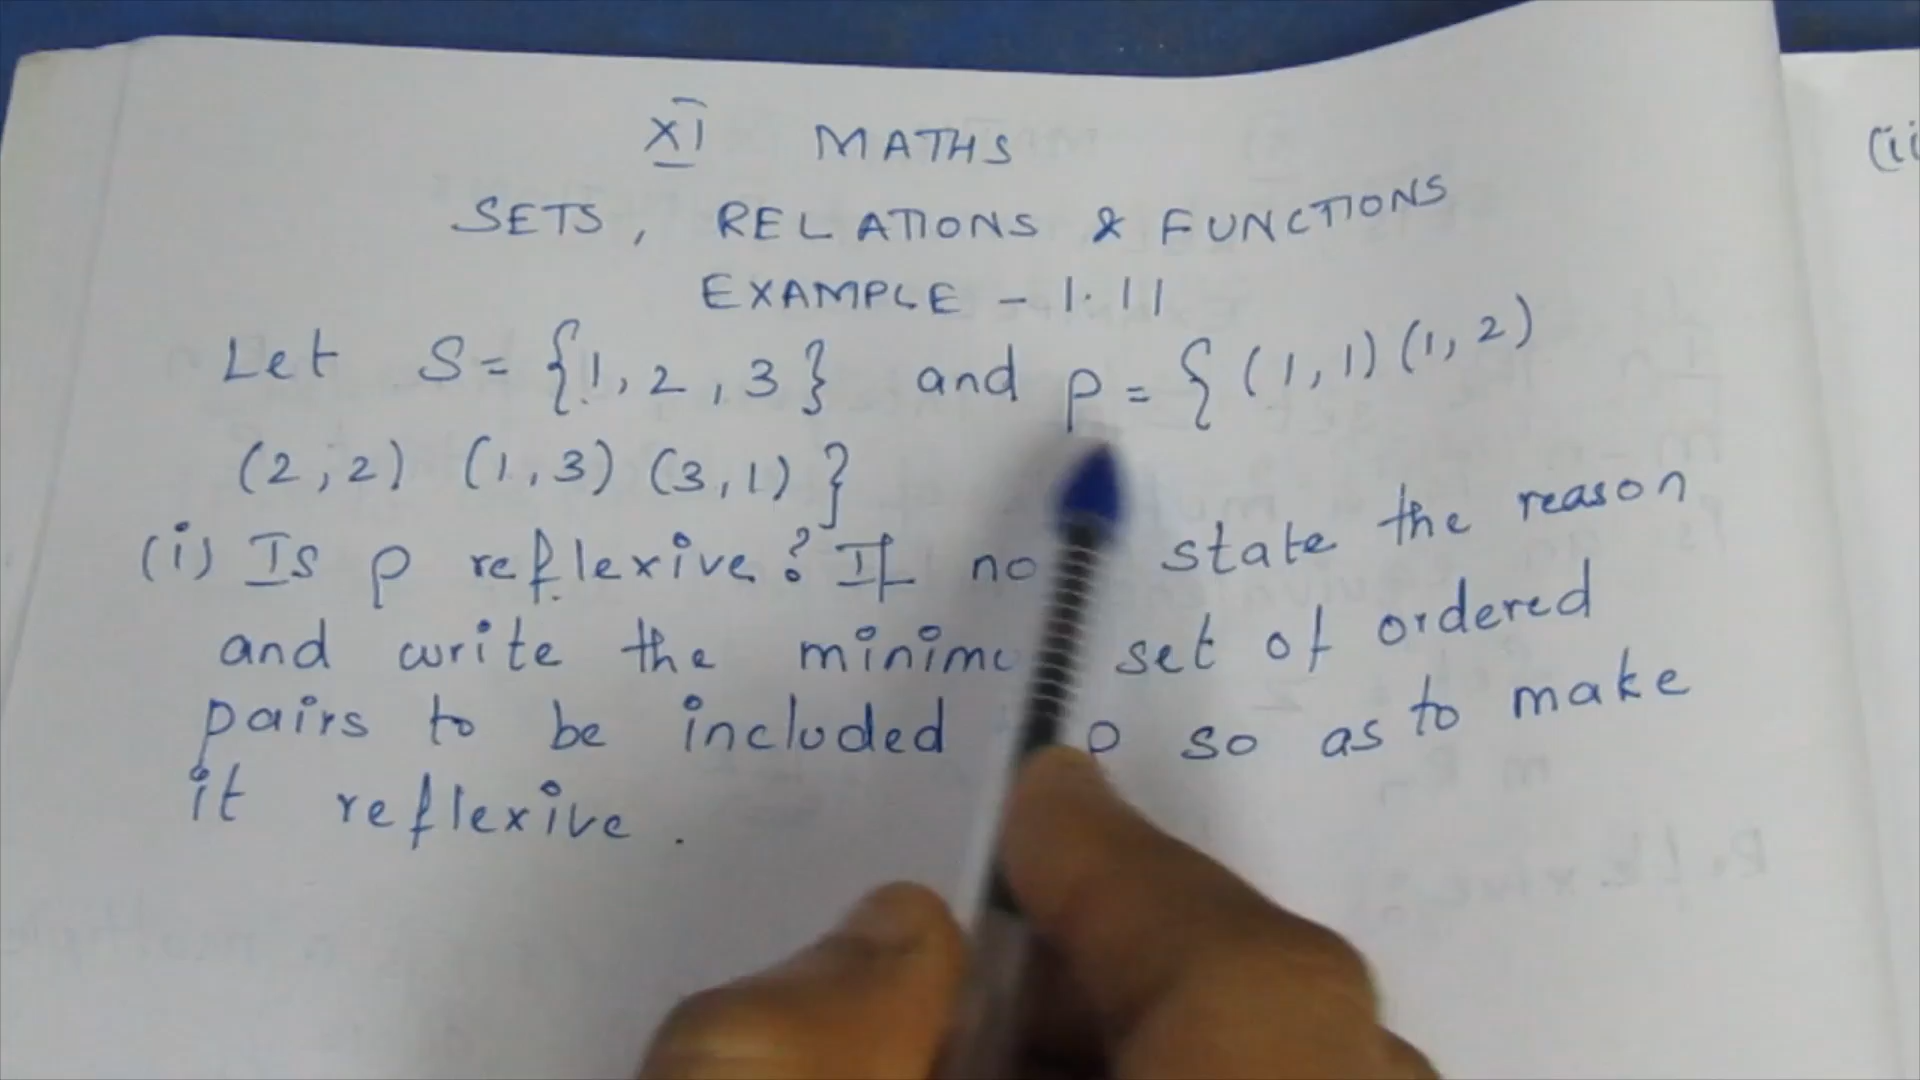 XI MATHS
SETS, RELATIONS & FUNCTIONS
EXAMPLE - 1.11
Let S = {1, 2, 3} and ρ = { (1, 1) (1, 2)
(2, 2) (1, 3) (3, 1) }
(i) Is ρ reflexive? If state the reason
and write the set of ordered
pairs to be included ρ so as to make
it reflexive.
(ii